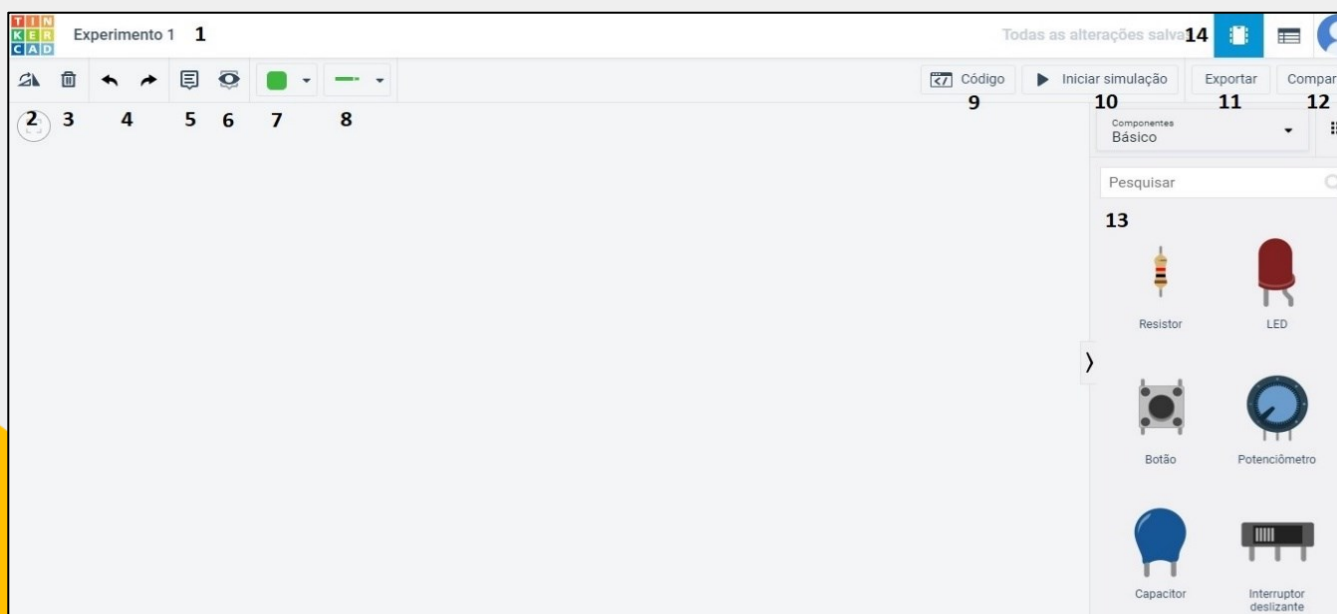 TIN
KER
CAD
Experimento 1 1
Todas as alterações salva 14
Código
Iniciar simulação
Exportar
Compar
2 3 4 5 6 7 8 9 10 11 12
Componentes
Básico
Pesquisar
13
Resistor LED
Botão Potenciômetro
Capacitor Interruptor
deslizante